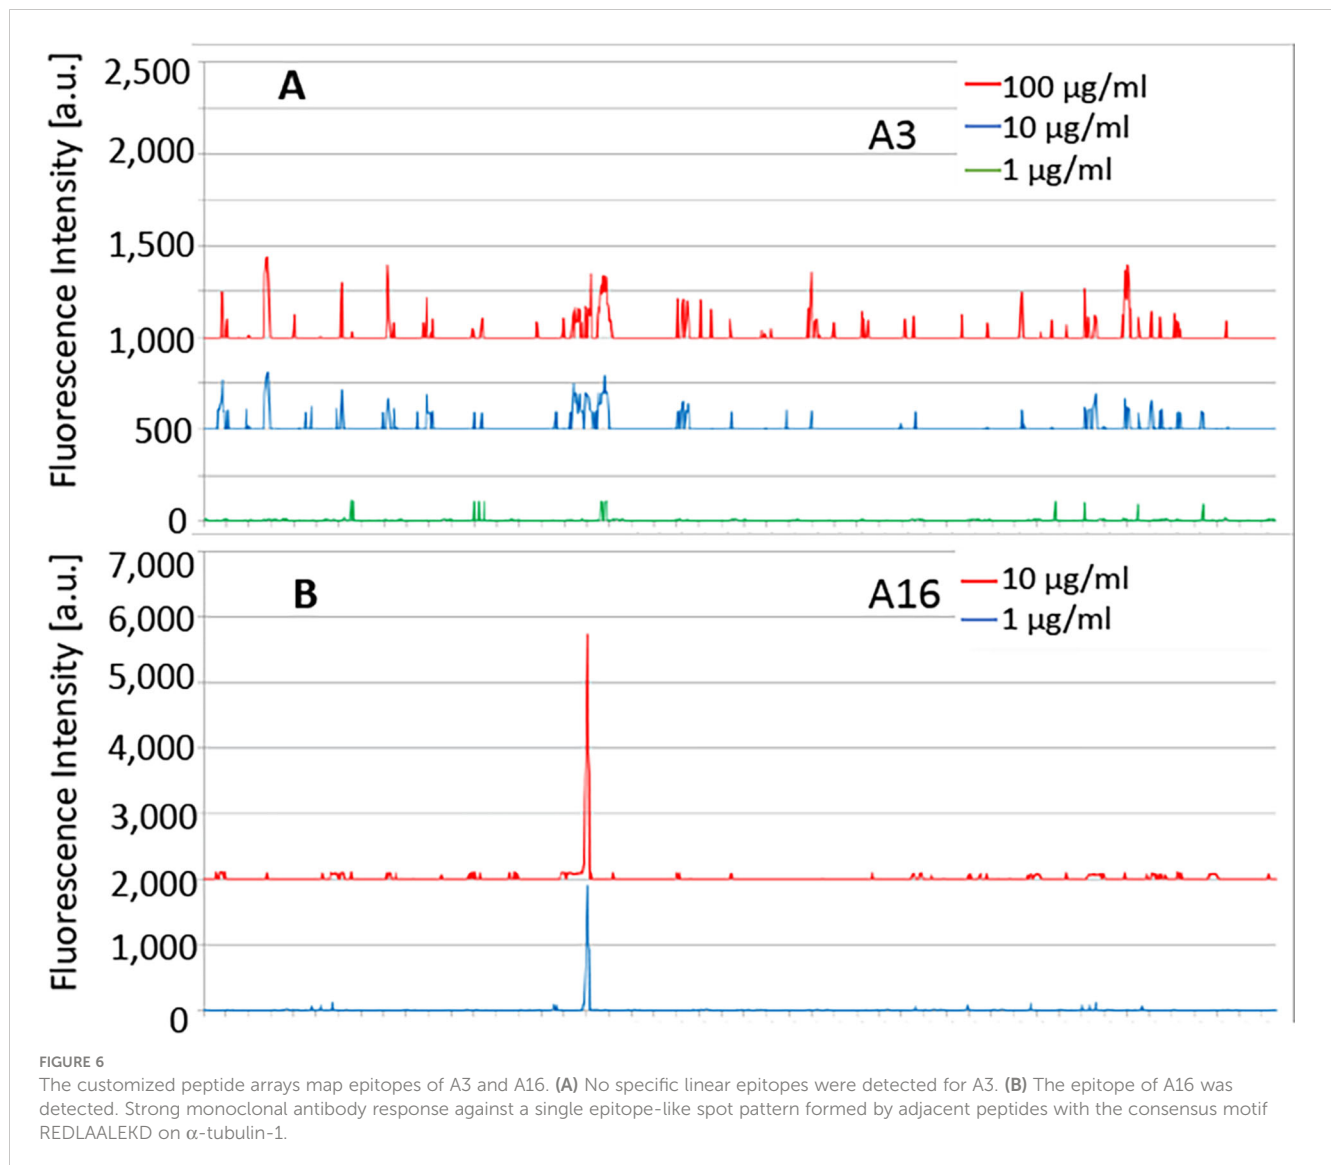 Fluorescence Intensity [a.u.]
2,500
2,000
1,500
1,000
500
0
A
A3
100 µg/ml
10 µg/ml
1 µg/ml
Fluorescence Intensity [a.u.]
7,000
6,000
5,000
4,000
3,000
2,000
1,000
0
B
A16
10 µg/ml
1 µg/ml
FIGURE 6
The customized peptide arrays map epitopes of A3 and A16. (A) No specific linear epitopes were detected for A3. (B) The epitope of A16 was
detected. Strong monoclonal antibody response against a single epitope-like spot pattern formed by adjacent peptides with the consensus motif
REDLAALEKD on α-tubulin-1.